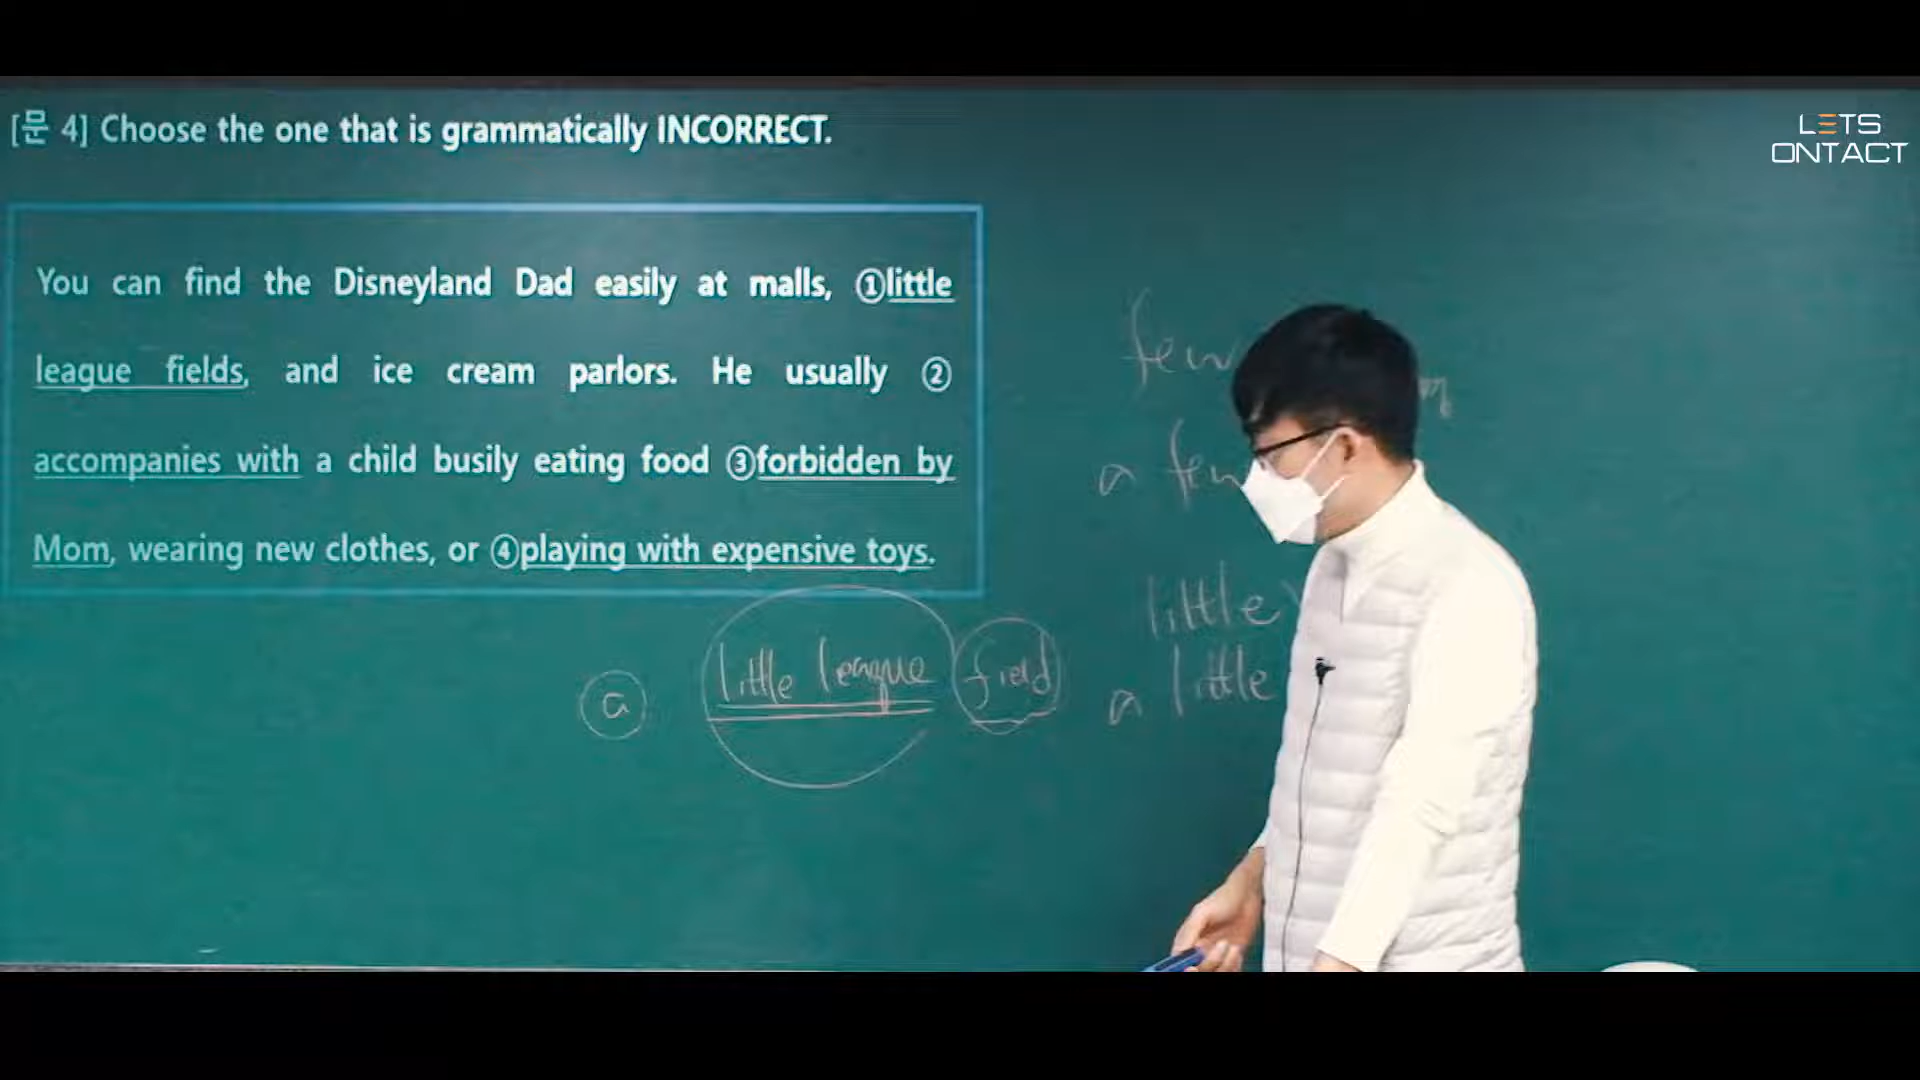 [문 4] Choose the one that is grammatically INCORRECT.
LETS
ONTACT
You can find the Disneyland Dad easily at malls, ①little
league fields, and ice cream parlors. He usually ②
accompanies with a child busily eating food ③forbidden by
Mom, wearing new clothes, or ④playing with expensive toys.
few
a few
little
a little
a little league field